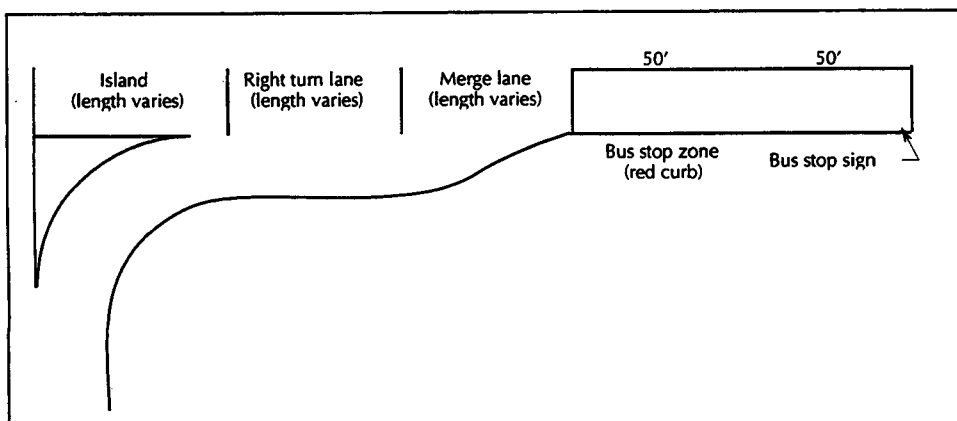 50′ 50′
Island
(length varies)
Right turn lane
(length varies)
Merge lane
(length varies)
Bus stop zone
(red curb)
Bus stop sign